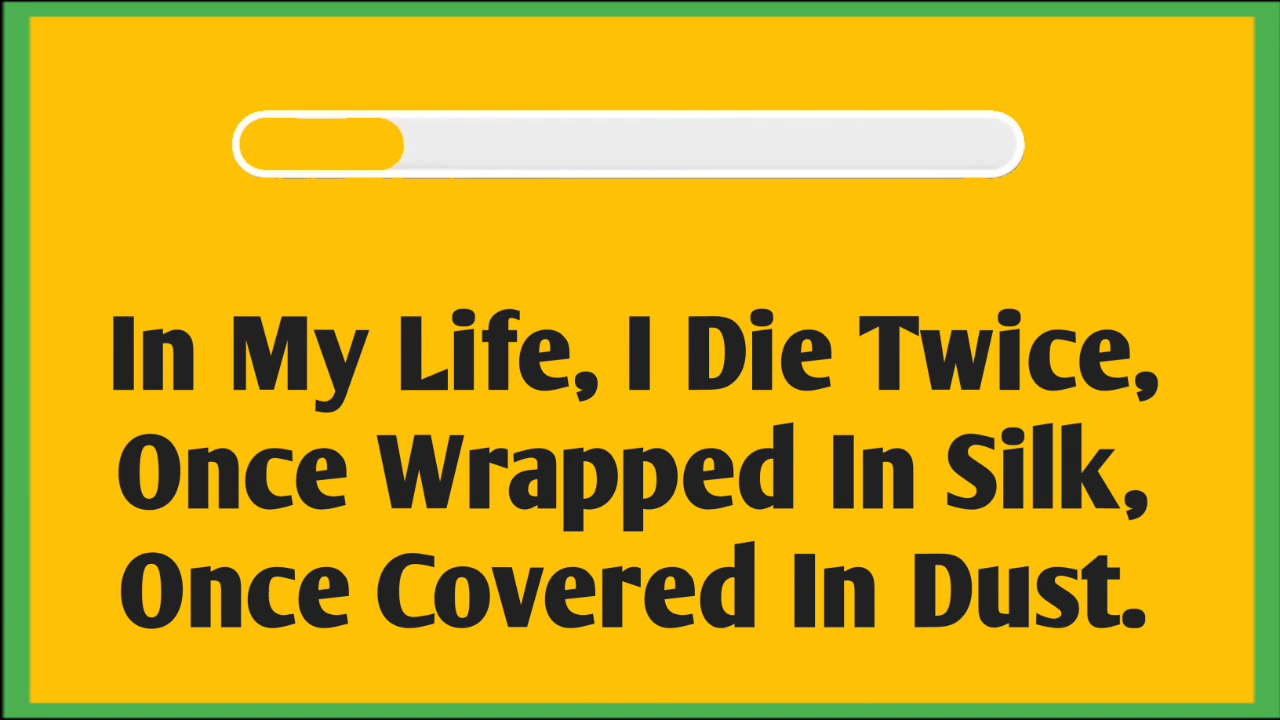 In My Life, I Die Twice,
Once Wrapped In Silk,
Once Covered In Dust.